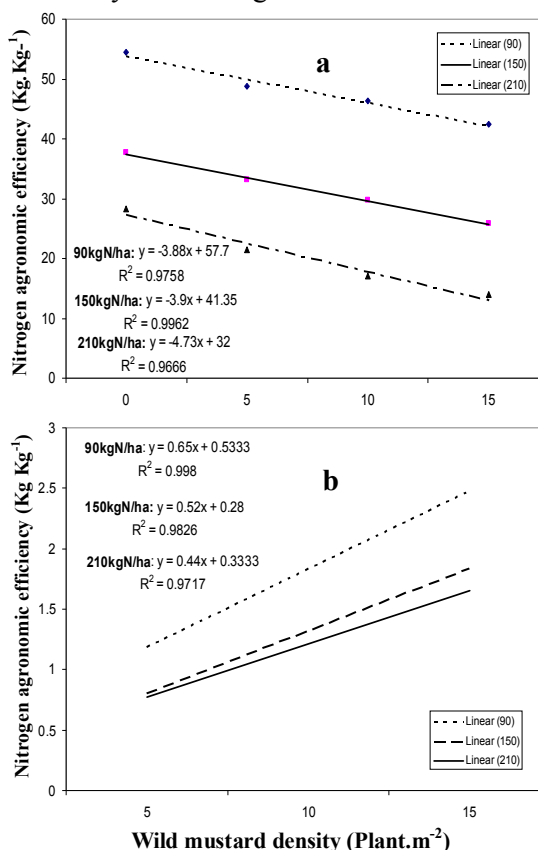 Nitrogen agronomic efficiency (Kg.Kg⁻¹)
60
50
40
30
20
10
0
a
Linear (90)
Linear (150)
Linear (210)
90kgN/ha: y = -3.88x + 57.7
R² = 0.9758
150kgN/ha: y = -3.9x + 41.35
R² = 0.9962
210kgN/ha: y = -4.73x + 32
R² = 0.9666
0 5 10 15
Nitrogen agronomic efficiency (Kg Kg⁻¹)
3
2.5
2
1.5
1
0.5
0
90kgN/ha: y = 0.65x + 0.5333
R² = 0.998
b
150kgN/ha: y = 0.52x + 0.28
R² = 0.9826
210kgN/ha: y = 0.44x + 0.3333
R² = 0.9717
Linear (90)
Linear (150)
Linear (210)
5 10 15
Wild mustard density (Plant.m⁻²)